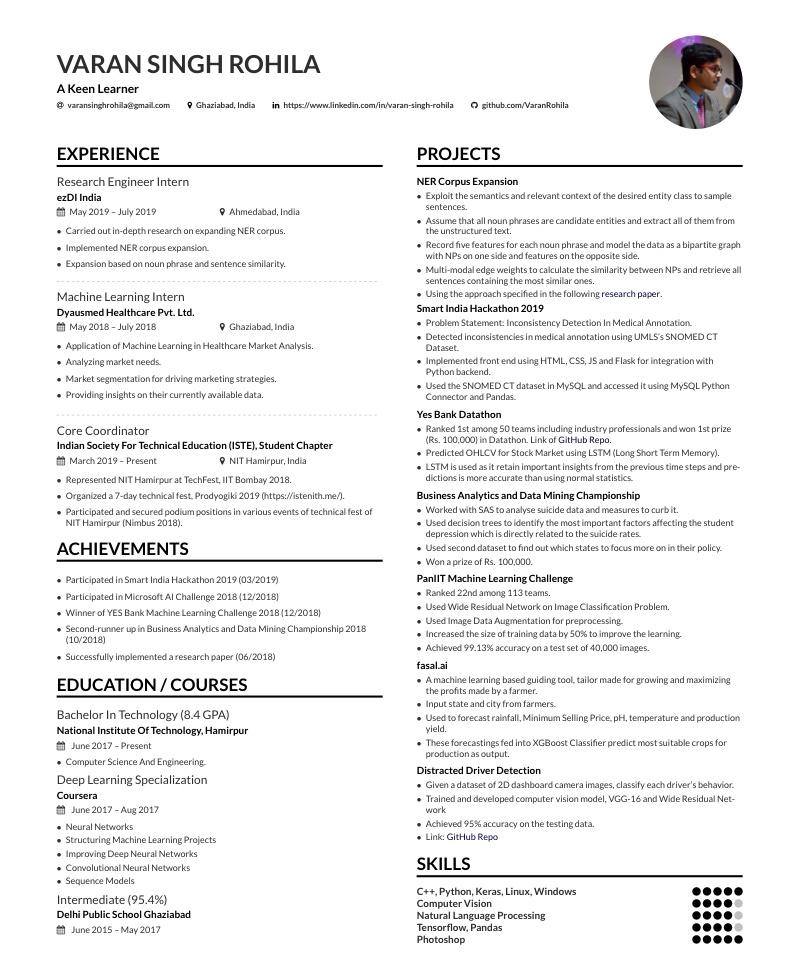 VARAN SINGH ROHILA
A Keen Learner
varansinghrohila@gmail.com Ghaziabad, India https://www.linkedin.com/in/varan-singh-rohila github.com/VaranRohila
EXPERIENCE
Research Engineer Intern
ezDI India
May 2019 – July 2019 Ahmedabad, India
• Carried out in-depth research on expanding NER corpus.
• Implemented NER corpus expansion.
• Expansion based on noun phrase and sentence similarity.
Machine Learning Intern
Dyausmed Healthcare Pvt. Ltd.
May 2018 – July 2018 Ghaziabad, India
• Application of Machine Learning in Healthcare Market Analysis.
• Analyzing market needs.
• Market segmentation for driving marketing strategies.
• Providing insights on their currently available data.
Core Coordinator
Indian Society For Technical Education (ISTE), Student Chapter
March 2019 – Present NIT Hamirpur, India
• Represented NIT Hamirpur at TechFest, IIT Bombay 2018.
• Organized a 7-day technical fest, Prodyogiki 2019 (https://istenith.me/).
• Participated and secured podium positions in various events of technical fest of
NIT Hamirpur (Nimbus 2018).
ACHIEVEMENTS
• Participated in Smart India Hackathon 2019 (03/2019)
• Participated in Microsoft AI Challenge 2018 (12/2018)
• Winner of YES Bank Machine Learning Challenge 2018 (12/2018)
• Second-runner up in Business Analytics and Data Mining Championship 2018
(10/2018)
• Successfully implemented a research paper (06/2018)
EDUCATION / COURSES
Bachelor In Technology (8.4 GPA)
National Institute Of Technology, Hamirpur
June 2017 – Present
• Computer Science And Engineering.
Deep Learning Specialization
Coursera
June 2017 – Aug 2017
• Neural Networks
• Structuring Machine Learning Projects
• Improving Deep Neural Networks
• Convolutional Neural Networks
• Sequence Models
Intermediate (95.4%)
Delhi Public School Ghaziabad
June 2015 – May 2017
PROJECTS
NER Corpus Expansion
• Exploit the semantics and relevant context of the desired entity class to sample
sentences.
• Assume that all noun phrases are candidate entities and extract all of them from
the unstructured text.
• Record five features for each noun phrase and model the data as a bipartite graph
with NPs on one side and features on the opposite side.
• Multi-modal edge weights to calculate the similarity between NPs and retrieve all
sentences containing the most similar ones.
• Using the approach specified in the following research paper.
Smart India Hackathon 2019
• Problem Statement: Inconsistency Detection In Medical Annotation.
• Detected inconsistencies in medical annotation using UMLS's SNOMED CT
Dataset.
• Implemented front end using HTML, CSS, JS and Flask for integration with
Python backend.
• Used the SNOMED CT dataset in MySQL and accessed it using MySQL Python
Connector and Pandas.
Yes Bank Datathon
• Ranked 1st among 50 teams including industry professionals and won 1st prize
(Rs. 100,000) in Datathon. Link of GitHub Repo.
• Predicted OHLCV for Stock Market using LSTM (Long Short Term Memory).
• LSTM is used as it retain important insights from the previous time steps and pre-
dictions is more accurate than using normal statistics.
Business Analytics and Data Mining Championship
• Worked with SAS to analyse suicide data and measures to curb it.
• Used decision trees to identify the most important factors affecting the student
depression which is directly related to the suicide rates.
• Used second dataset to find out which states to focus more on in their policy.
• Won a prize of Rs. 100,000.
PanIIT Machine Learning Challenge
• Ranked 22nd among 113 teams.
• Used Wide Residual Network on Image Classification Problem.
• Used Image Data Augmentation for preprocessing.
• Increased the size of training data by 50% to improve the learning.
• Achieved 99.13% accuracy on a test set of 40,000 images.
fasal.ai
• A machine learning based guiding tool, tailor made for growing and maximizing
the profits made by a farmer.
• Input state and city from farmers.
• Used to forecast rainfall, Minimum Selling Price, pH, temperature and production
yield.
• These forecastings fed into XGBoost Classifier predict most suitable crops for
production as output.
Distracted Driver Detection
• Given a dataset of 2D dashboard camera images, classify each driver's behavior.
• Trained and developed computer vision model, VGG-16 and Wide Residual Net-
work
• Achieved 95% accuracy on the testing data.
• Link: GitHub Repo
SKILLS
C++, Python, Keras, Linux, Windows
Computer Vision
Natural Language Processing
Tensorflow, Pandas
Photoshop